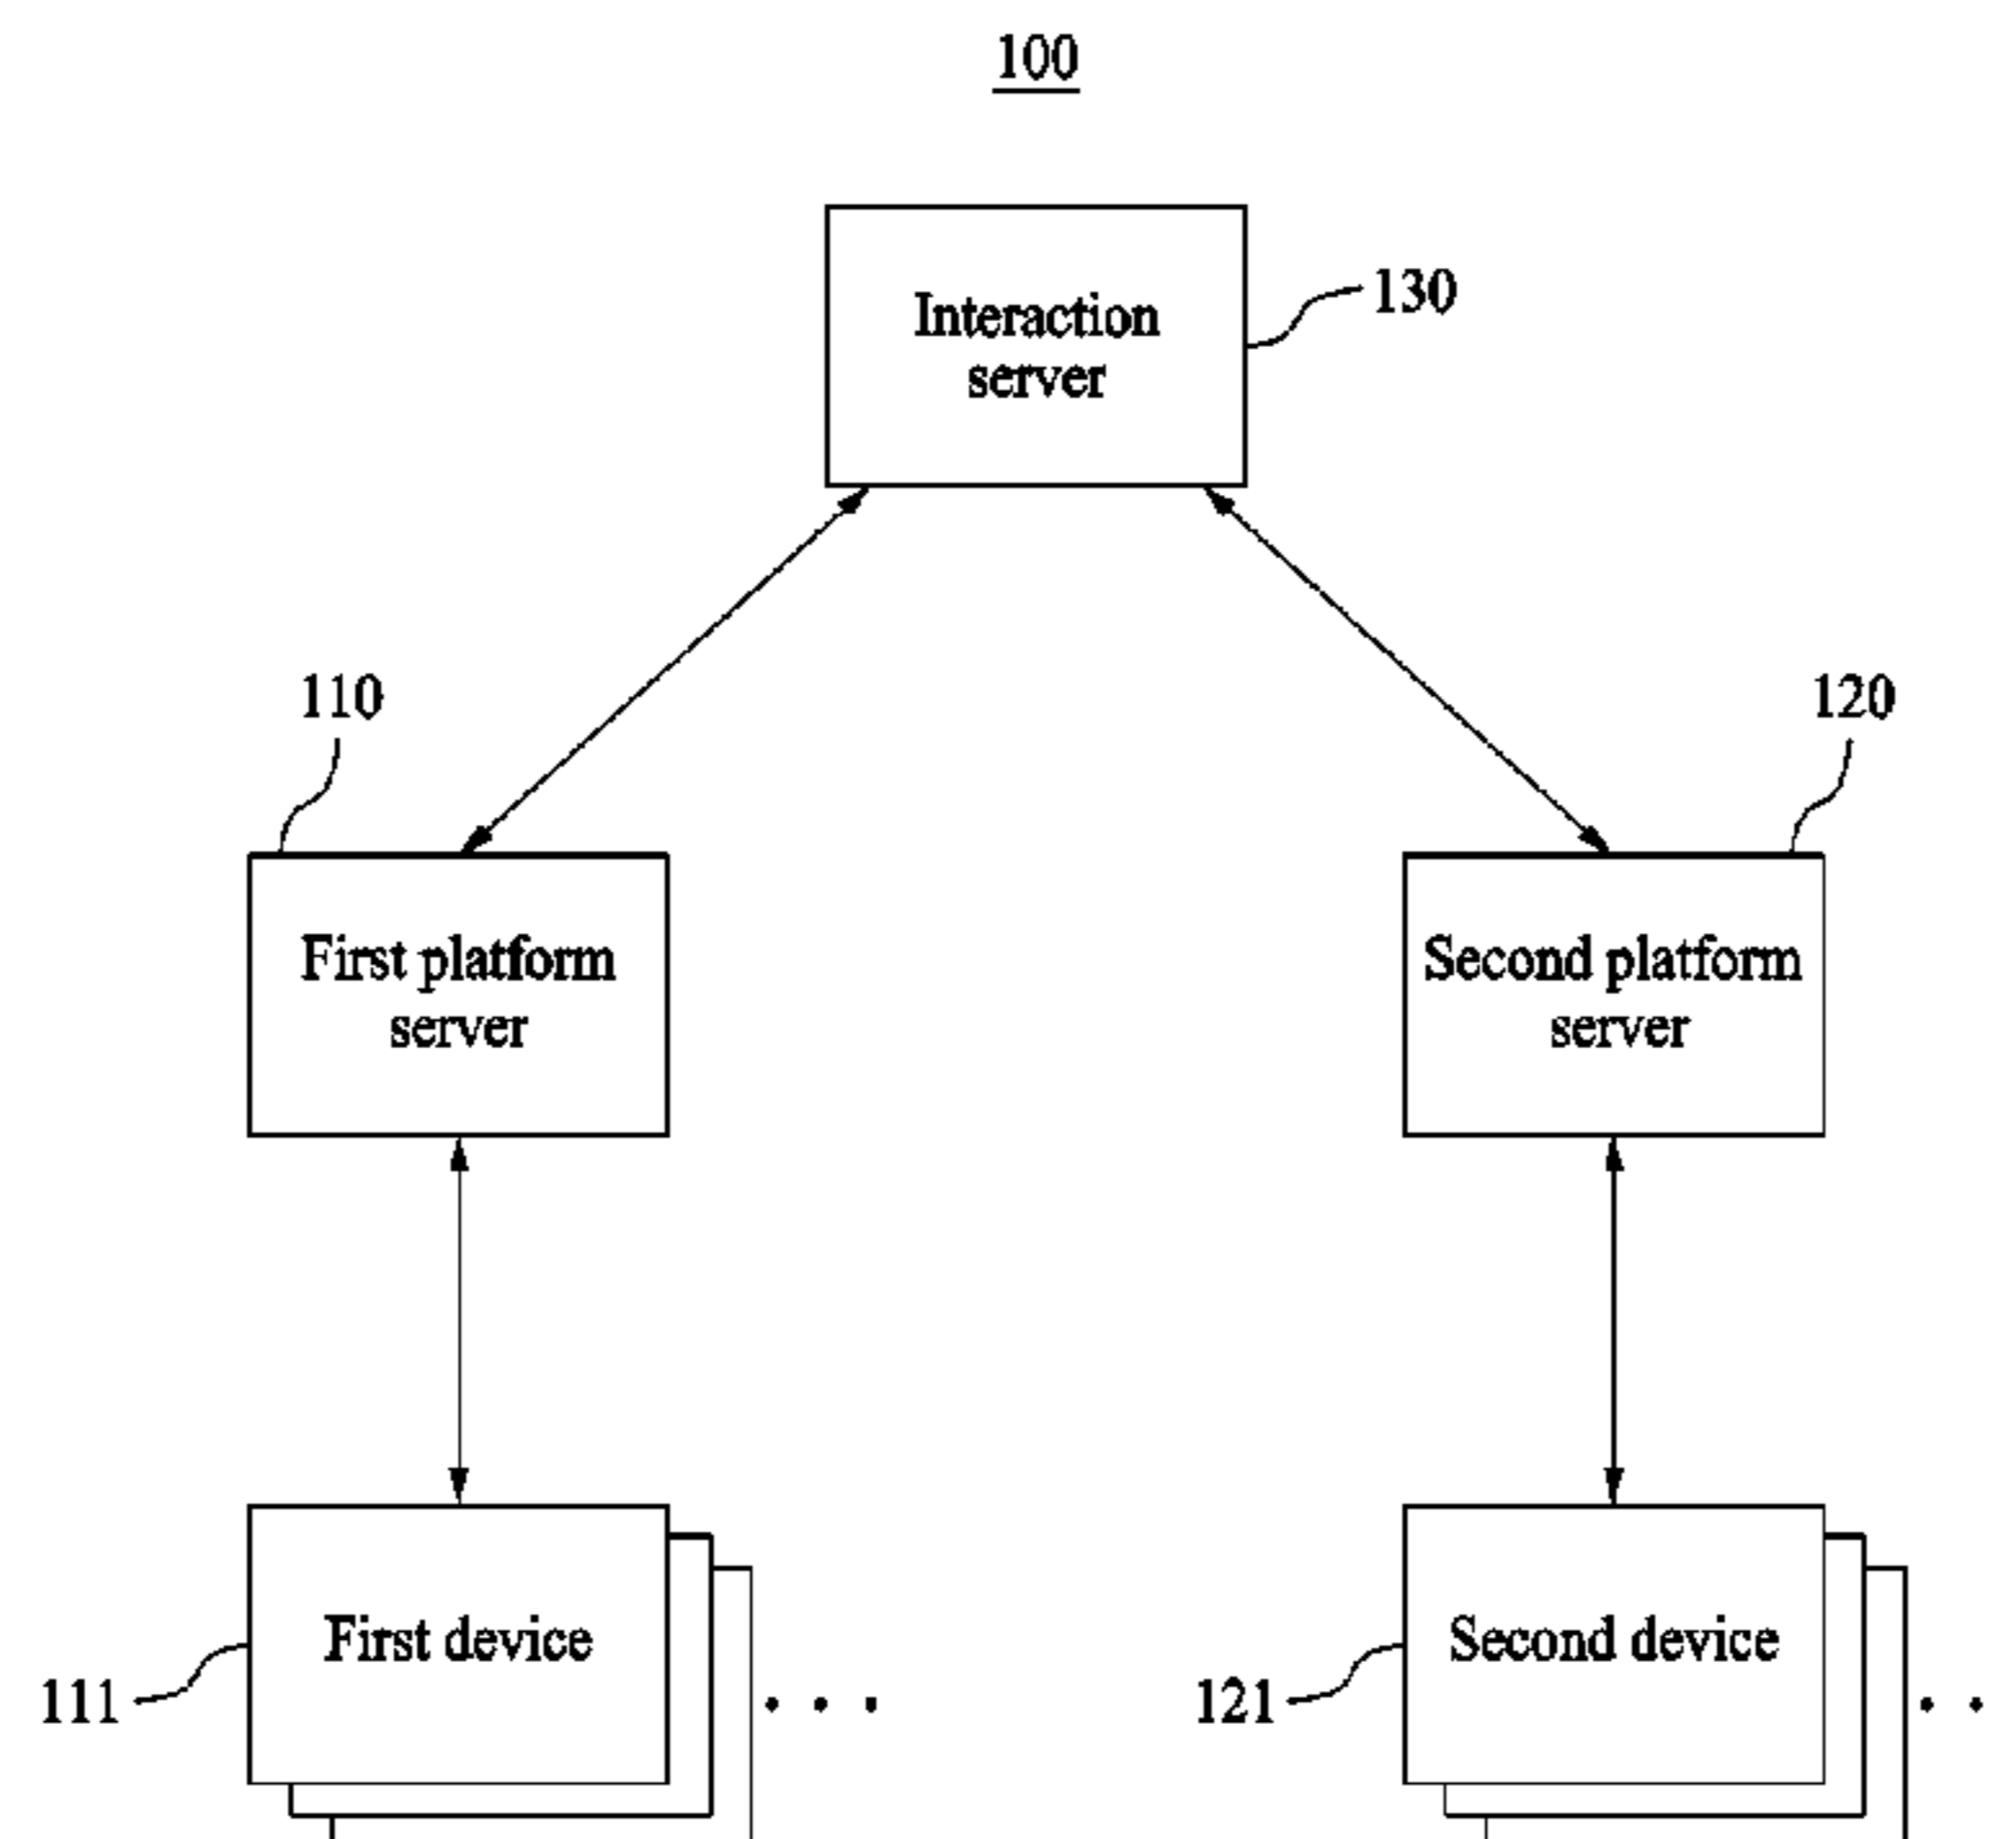 100
Interaction
server
130
110
120
First platform
server
Second platform
server
First device
Second device
111
. . .
121
. .